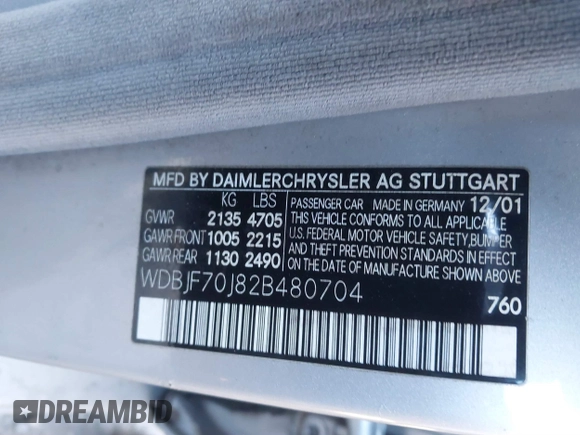 MFD BY DAIMLERCHRYSLER AG STUTTGART
KG LBS
GVWR 2135 4705
GAWR FRONT 1005 2215
GAWR REAR 1130 2490
PASSENGER CAR MADE IN GERMANY 12/01
THIS VEHICLE CONFORMS TO ALL APPLICABLE
U.S. FEDERAL MOTOR VEHICLE SAFETY, BUMPER
AND THEFT PREVENTION STANDARDS IN EFFECT
ON THE DATE OF MANUFACTURE SHOWN ABOVE.
WDBJF70J82B480704
760
DREAMBID